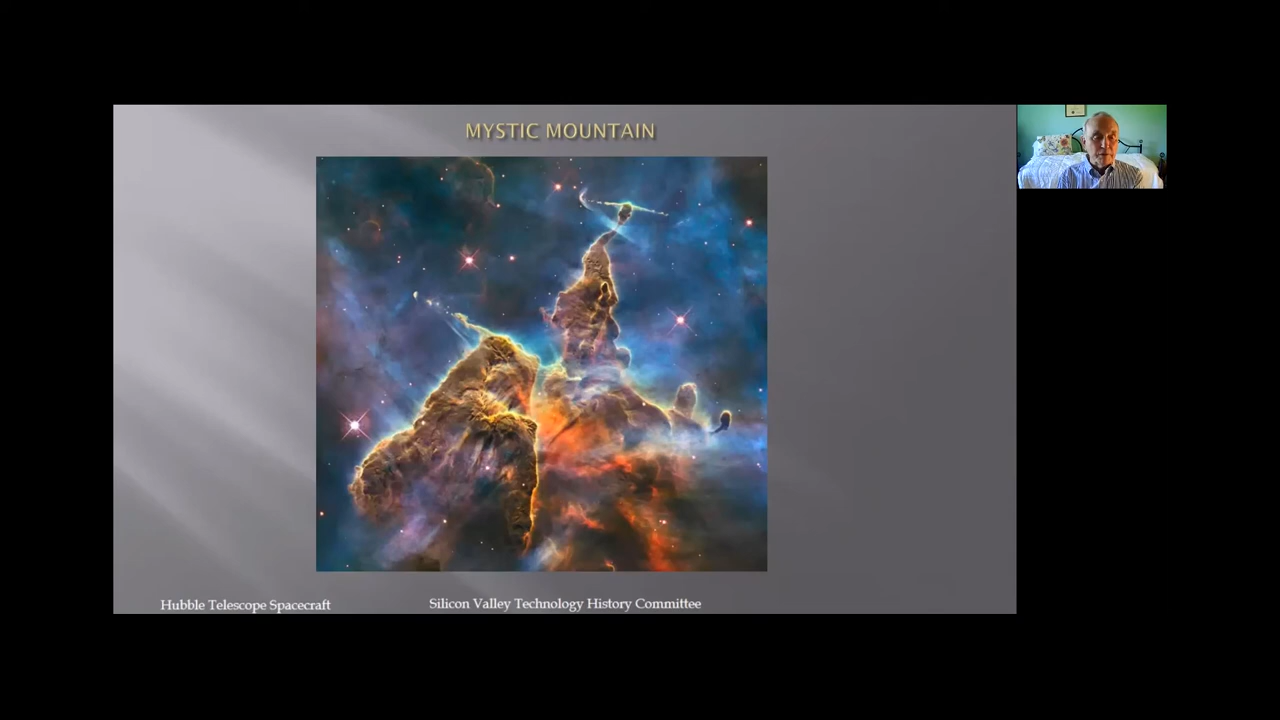 MYSTIC MOUNTAIN
Hubble Telescope Spacecraft
Silicon Valley Technology History Committee